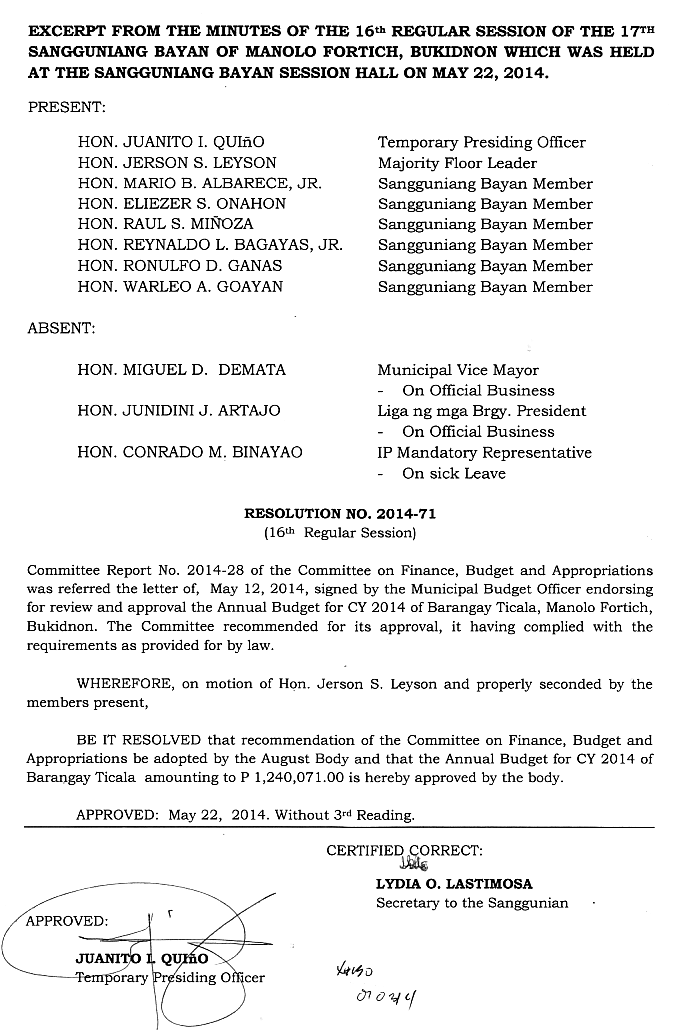 EXCERPT FROM THE MINUTES OF THE 16th REGULAR SESSION OF THE 17TH
SANGGUNIANG BAYAN OF MANOLO FORTICH, BUKIDNON WHICH WAS HELD
AT THE SANGGUNIANG BAYAN SESSION HALL ON MAY 22, 2014.
PRESENT:
HON. JUANITO I. QUIñO Temporary Presiding Officer
HON. JERSON S. LEYSON Majority Floor Leader
HON. MARIO B. ALBARECE, JR. Sangguniang Bayan Member
HON. ELIEZER S. ONAHON Sangguniang Bayan Member
HON. RAUL S. MIÑOZA Sangguniang Bayan Member
HON. REYNALDO L. BAGAYAS, JR. Sangguniang Bayan Member
HON. RONULFO D. GANAS Sangguniang Bayan Member
HON. WARLEO A. GOAYAN Sangguniang Bayan Member
ABSENT:
HON. MIGUEL D. DEMATA Municipal Vice Mayor
- On Official Business
HON. JUNIDINI J. ARTAJO Liga ng mga Brgy. President
- On Official Business
HON. CONRADO M. BINAYAO IP Mandatory Representative
- On sick Leave
RESOLUTION NO. 2014-71
(16th Regular Session)
Committee Report No. 2014-28 of the Committee on Finance, Budget and Appropriations
was referred the letter of, May 12, 2014, signed by the Municipal Budget Officer endorsing
for review and approval the Annual Budget for CY 2014 of Barangay Ticala, Manolo Fortich,
Bukidnon. The Committee recommended for its approval, it having complied with the
requirements as provided for by law.
WHEREFORE, on motion of Hon. Jerson S. Leyson and properly seconded by the
members present,
BE IT RESOLVED that recommendation of the Committee on Finance, Budget and
Appropriations be adopted by the August Body and that the Annual Budget for CY 2014 of
Barangay Ticala amounting to P 1,240,071.00 is hereby approved by the body.
APPROVED: May 22, 2014. Without 3rd Reading.
CERTIFIED CORRECT:
LYDIA O. LASTIMOSA
Secretary to the Sanggunian
APPROVED:
JUANITO I. QUIñO
Temporary Presiding Officer